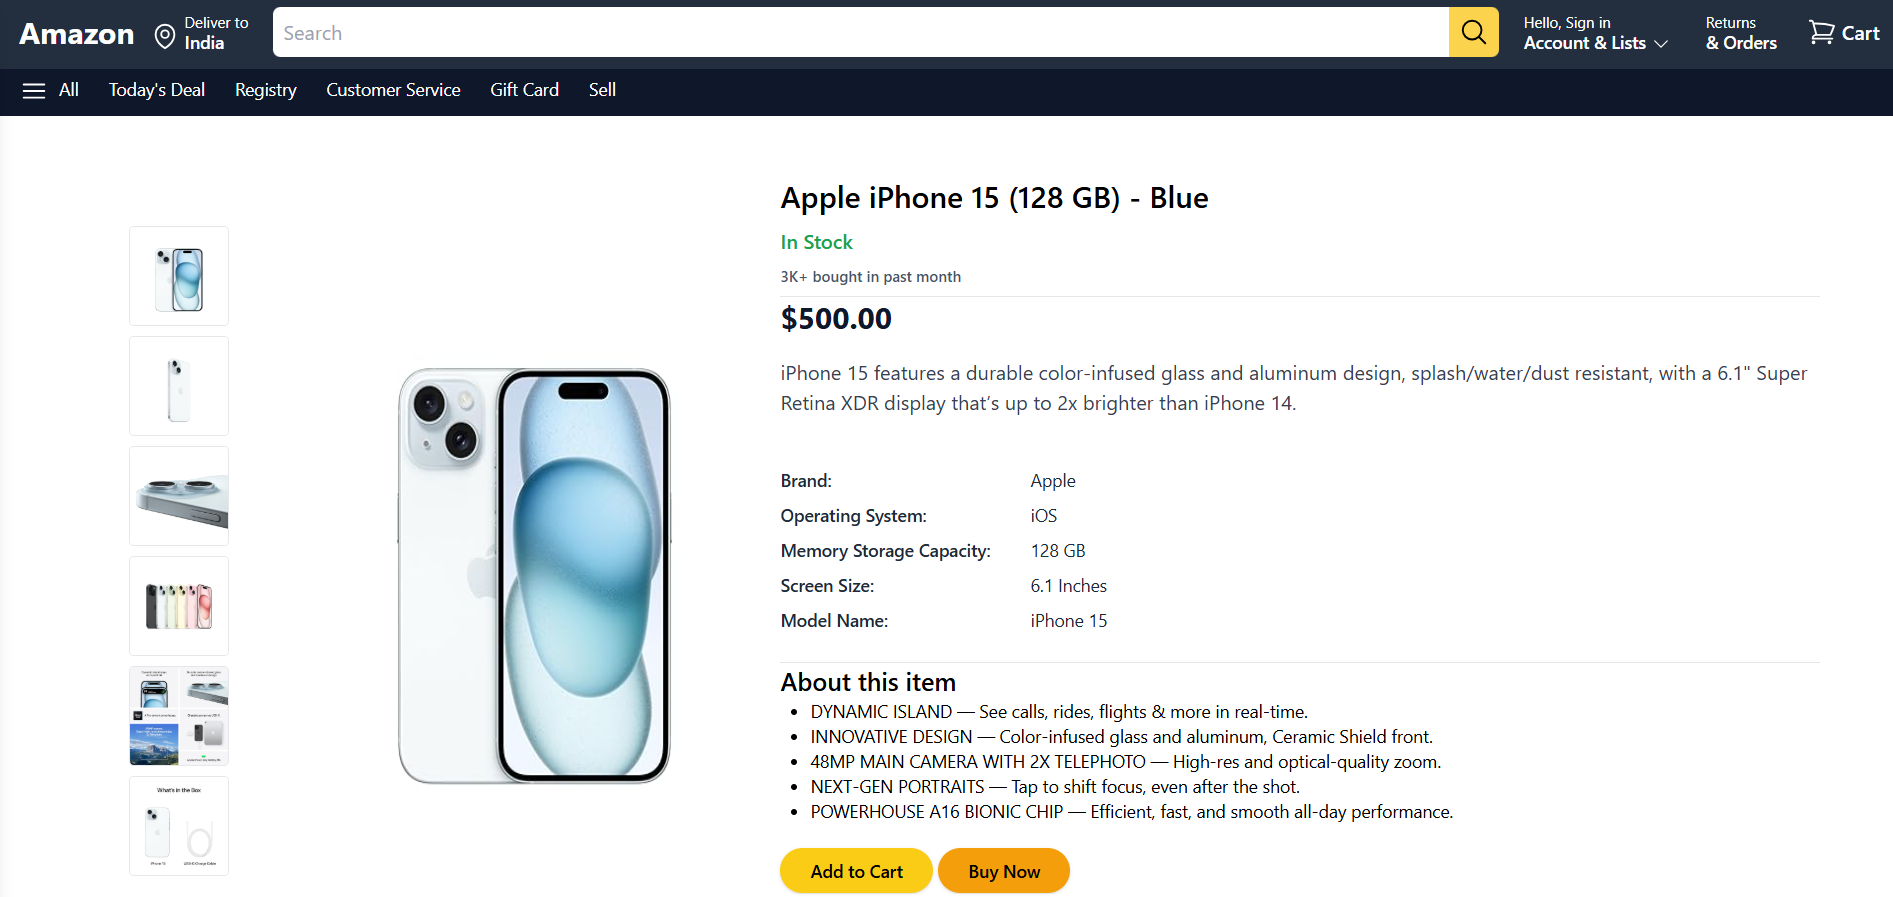 Amazon
Deliver to
India
Search
Hello, Sign in
Account & Lists
Returns
& Orders
Cart
All
Today's Deal
Registry
Customer Service
Gift Card
Sell
Apple iPhone 15 (128 GB) - Blue
In Stock
3K+ bought in past month
$500.00
iPhone 15 features a durable color-infused glass and aluminum design, splash/water/dust resistant, with a 6.1" Super
Retina XDR display that’s up to 2x brighter than iPhone 14.
Brand: Apple
Operating System: iOS
Memory Storage Capacity: 128 GB
Screen Size: 6.1 Inches
Model Name: iPhone 15
About this item
• DYNAMIC ISLAND — See calls, rides, flights & more in real-time.
• INNOVATIVE DESIGN — Color-infused glass and aluminum, Ceramic Shield front.
• 48MP MAIN CAMERA WITH 2X TELEPHOTO — High-res and optical-quality zoom.
• NEXT-GEN PORTRAITS — Tap to shift focus, even after the shot.
• POWERHOUSE A16 BIONIC CHIP — Efficient, fast, and smooth all-day performance.
Add to Cart
Buy Now
What's in the Box
iPhone 15
USB-C Charge Cable